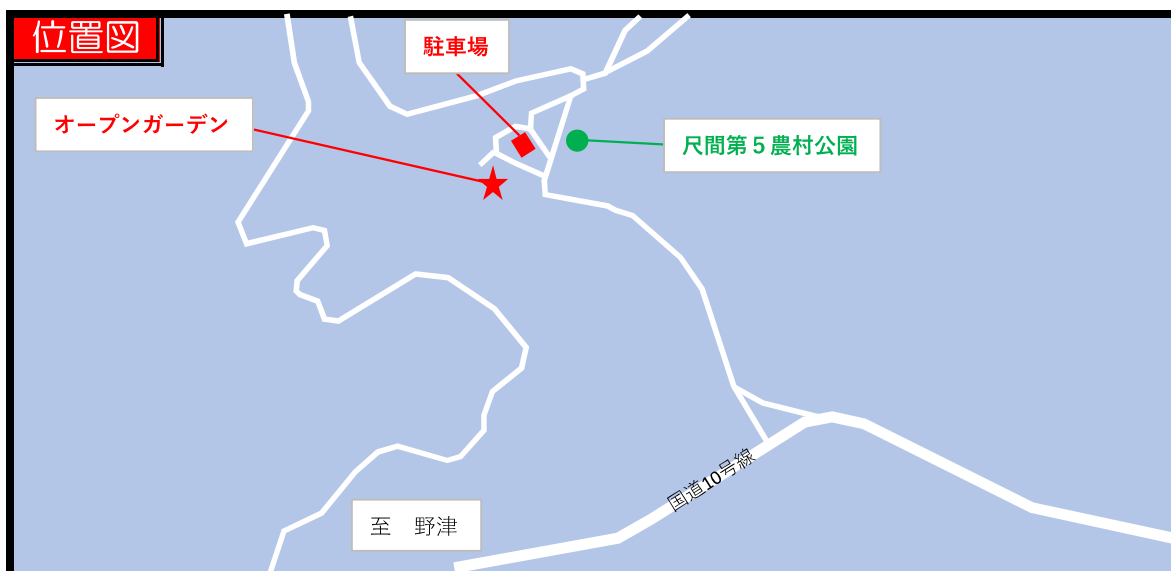 位置図
駐車場
オープンガーデン
尺間第５農村公園
国道10号線
至　野津